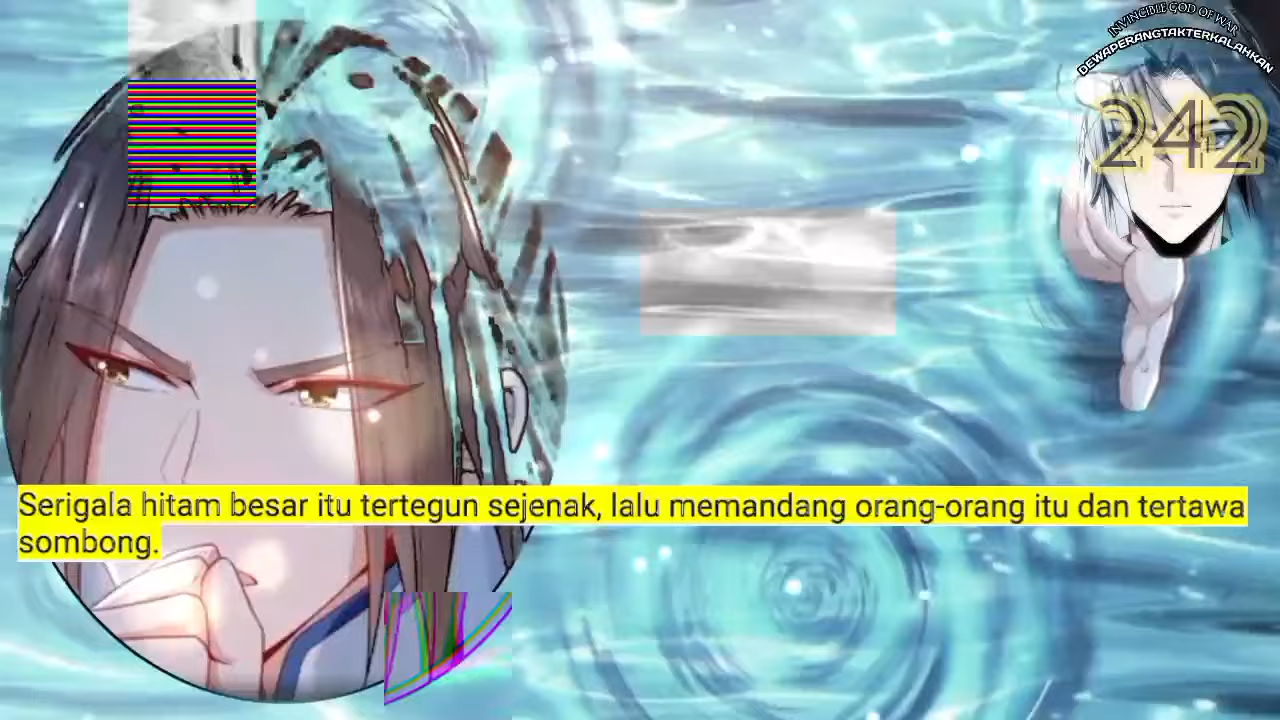 INVINCIBLE GOD OF WAR
DEWAPERANGTAKTERKALAHKAN
242
Serigala hitam besar itu tertegun sejenak, lalu memandang orang-orang itu dan tertawa
sombong.